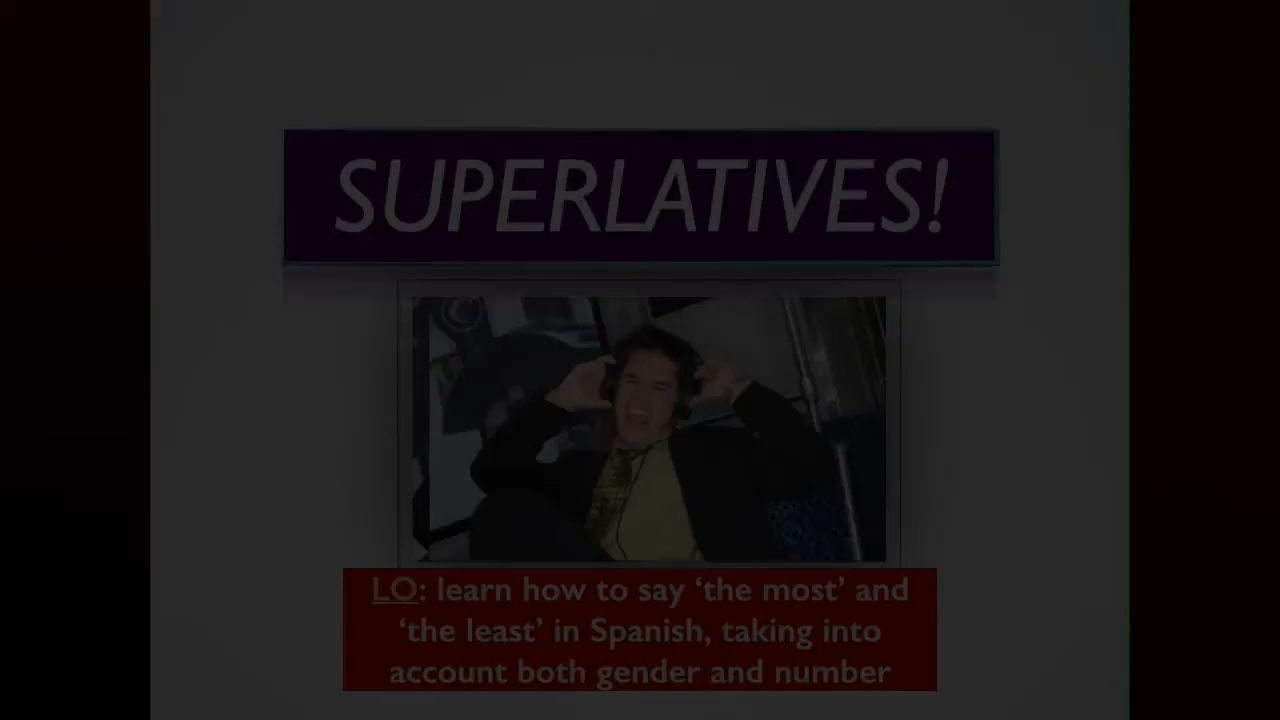 SUPERLATIVES!
©
LO: learn how to say ‘the most’ and
‘the least’ in Spanish, taking into
account both gender and number